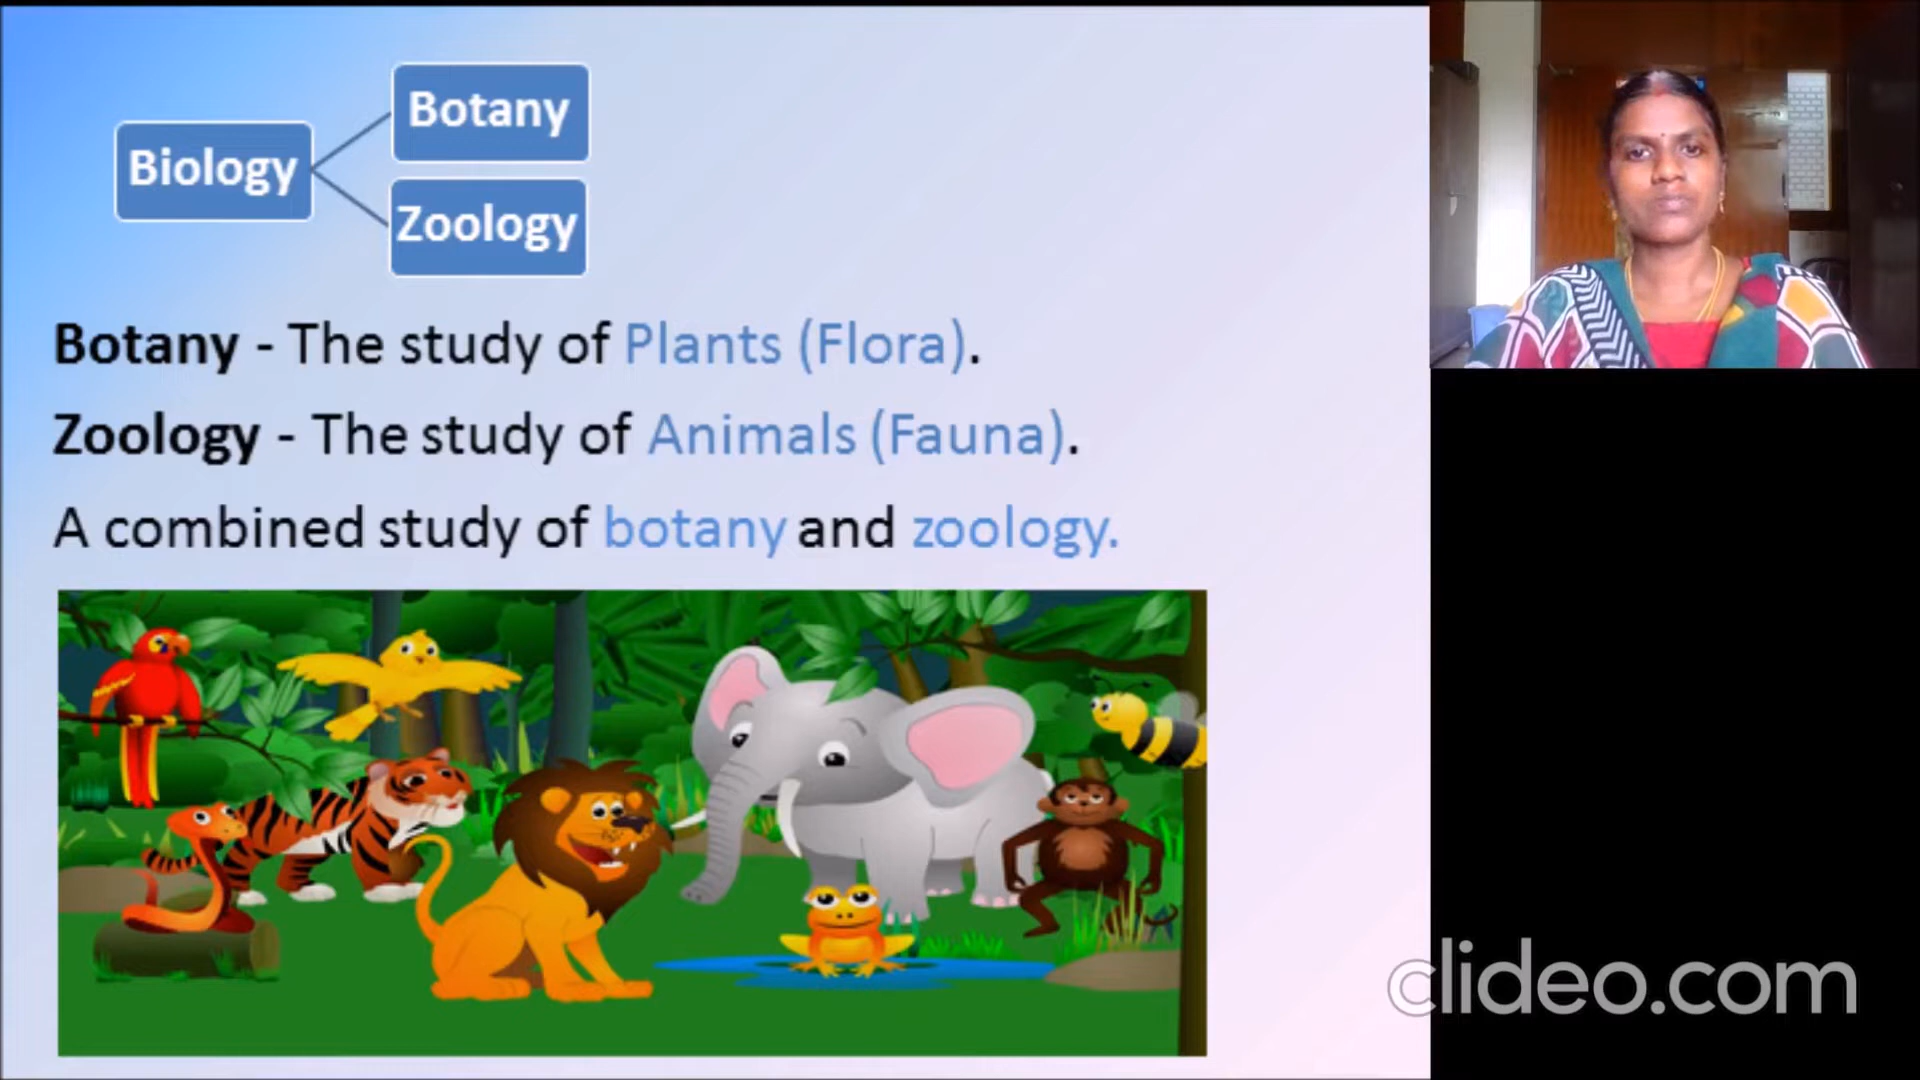 Biology
Botany
Zoology
Botany - The study of Plants (Flora).
Zoology - The study of Animals (Fauna).
A combined study of botany and zoology.
clideo.com